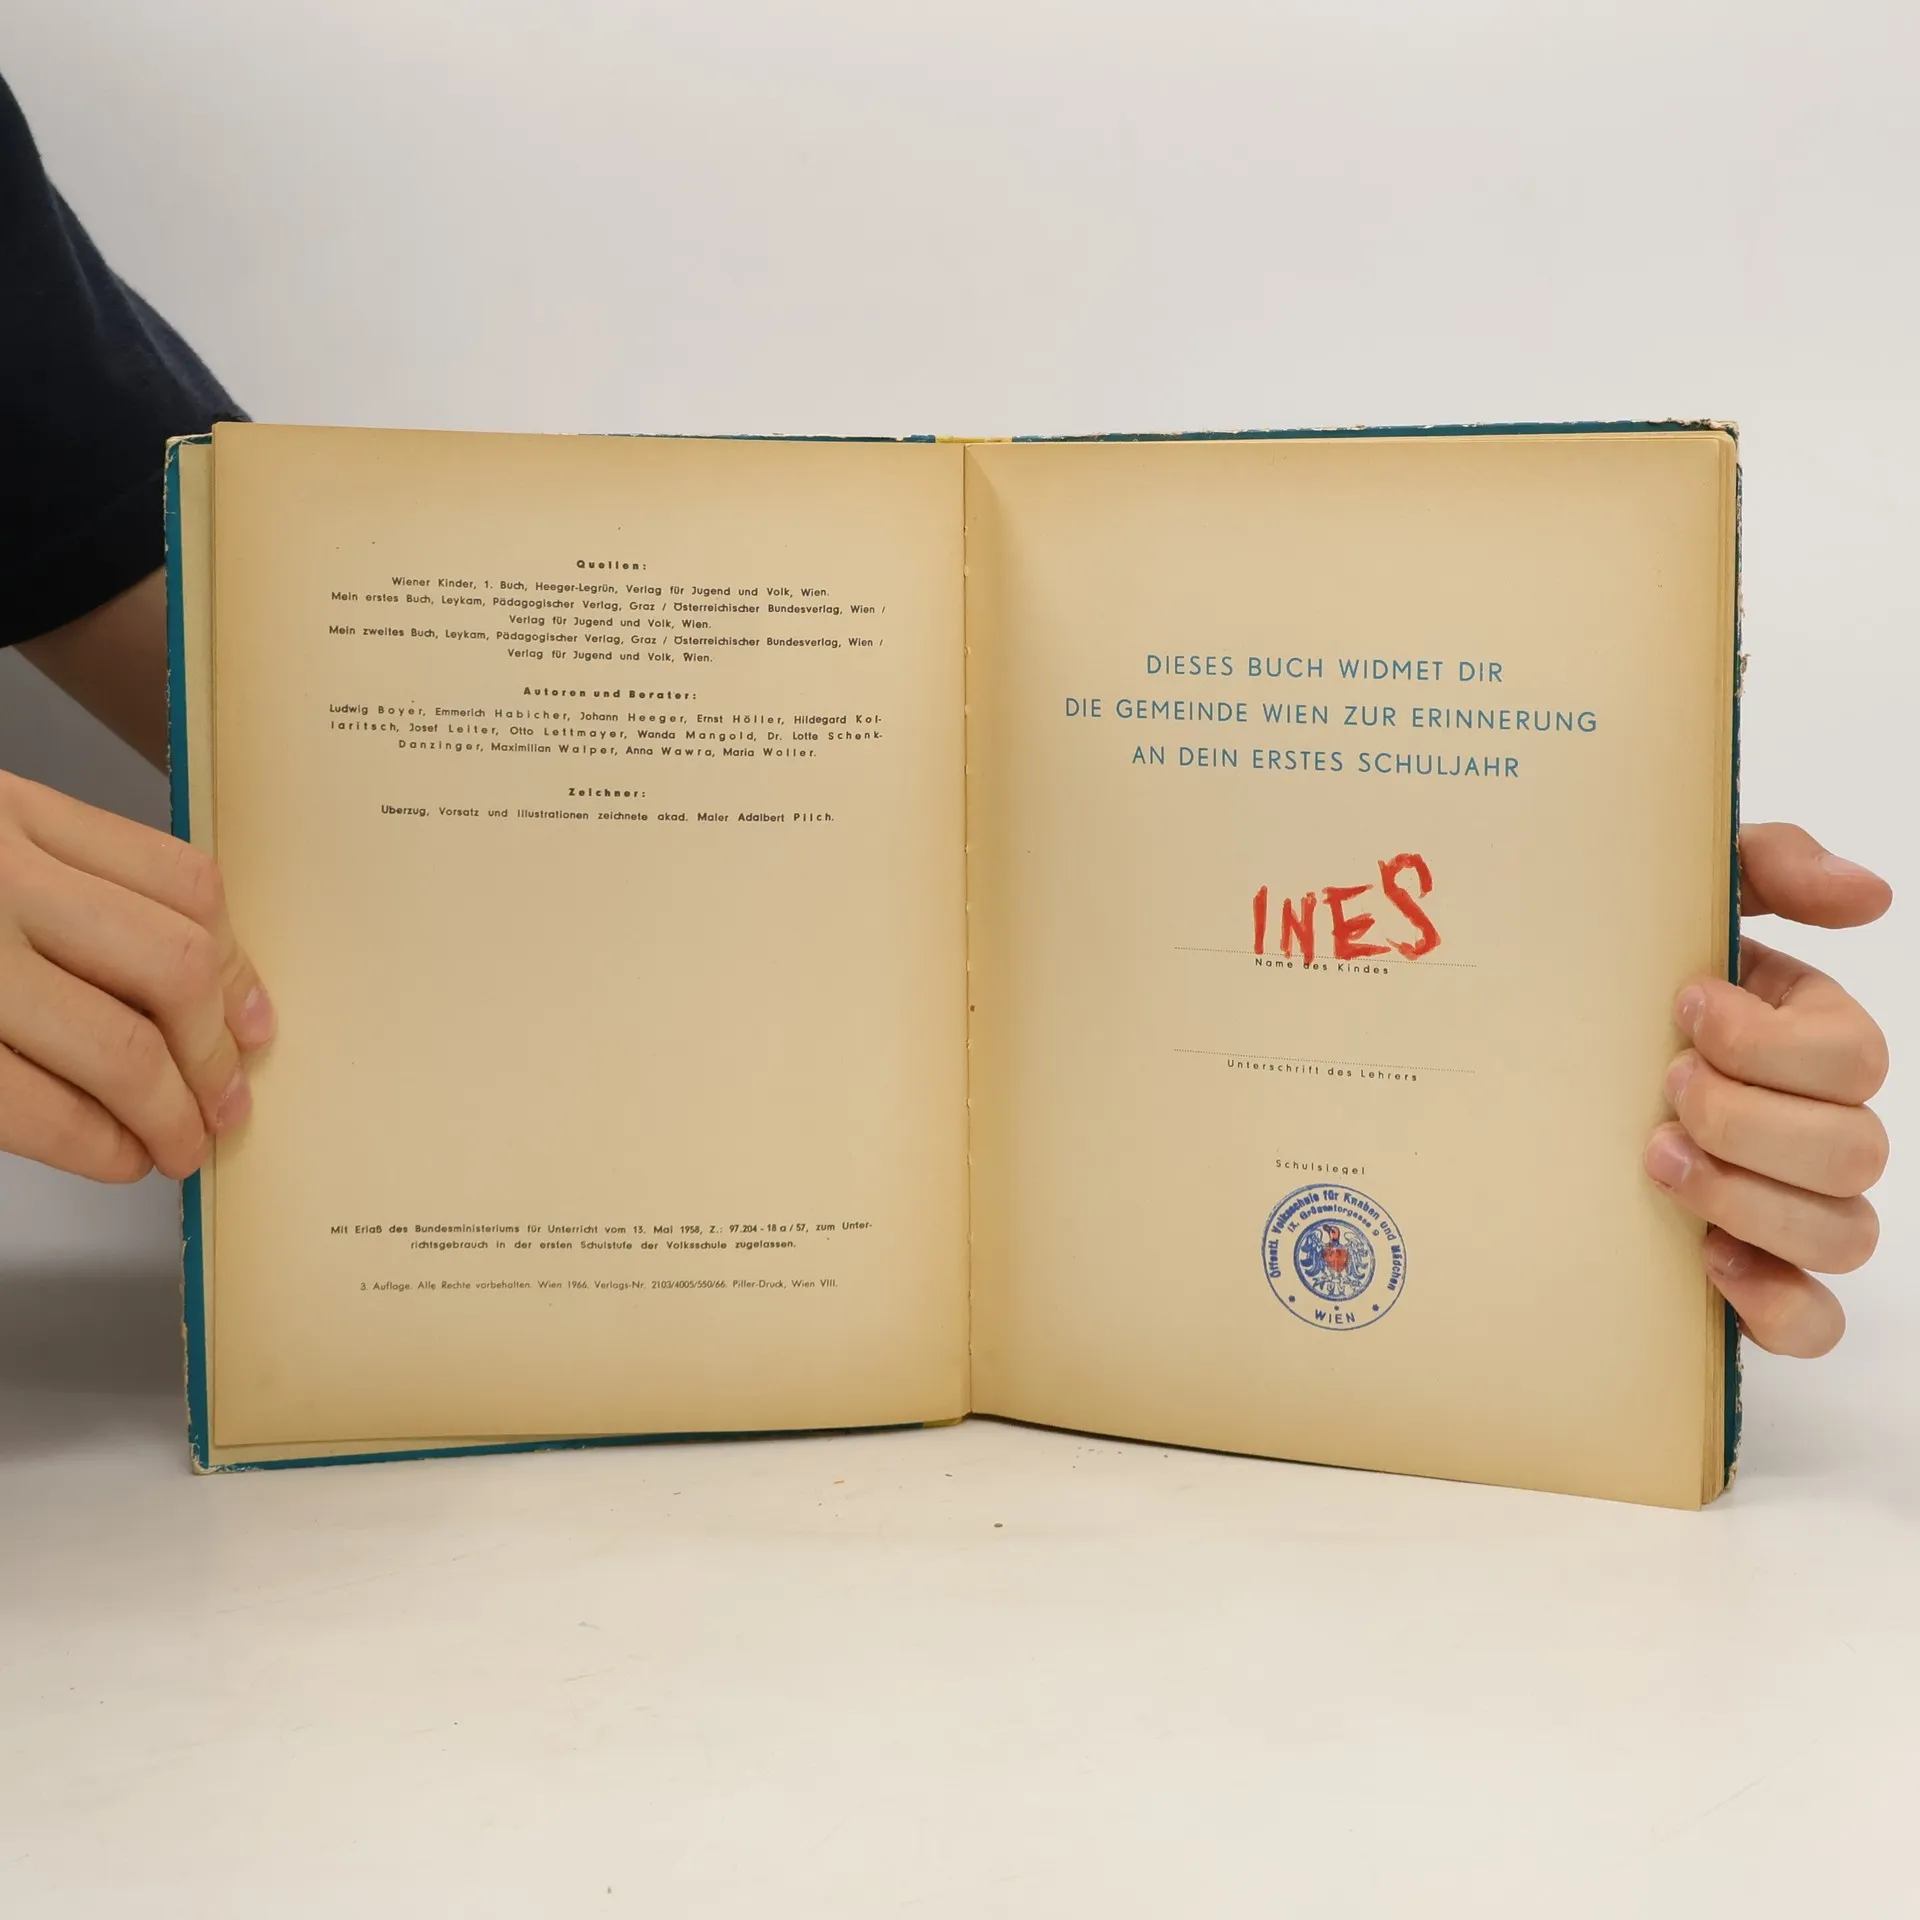 Quellen:
Wiener Kinder, 1. Buch, Heeger-Legrün, Verlag für Jugend und Volk, Wien.
Mein erstes Buch, Leykam, Pädagogischer Verlag, Graz / Österreichischer Bundesverlag, Wien /
Verlag für Jugend und Volk, Wien.
Mein zweites Buch, Leykam, Pädagogischer Verlag, Graz / Österreichischer Bundesverlag, Wien /
Verlag für Jugend und Volk, Wien.
Autoren und Berater:
Ludwig Boyer, Emmerich Habicher, Johann Heeger, Ernst Höller, Hildegard Kol-
laritsch, Josef Leiter, Otto Lettmayer, Wanda Mangold, Dr. Lotte Schenk-
Danzinger, Maximilian Walper, Anna Wawra, Maria Woller.
Zeichner:
Überzug, Vorsatz und Illustrationen zeichnete akad. Maler Adalbert Pilch.
Mit Erlaß des Bundesministeriums für Unterricht vom 13. Mai 1958, Z.: 97.204-18a/57, zum Unter-
richtsgebrauch in der ersten Schulstufe der Volksschule zugelassen.
3. Auflage. Alle Rechte vorbehalten. Wien 1966. Verlags-Nr. 2103/4005/550/66. Piller-Druck, Wien VIII.
DIESES BUCH WIDMET DIR
DIE GEMEINDE WIEN ZUR ERINNERUNG
AN DEIN ERSTES SCHULJAHR
INES
Name des Kindes
Unterschrift des Lehrers
Schulsiegel
Öffentl. Volksschule für Knaben und Mädchen
IX. Grünentorgasse 9
WIEN